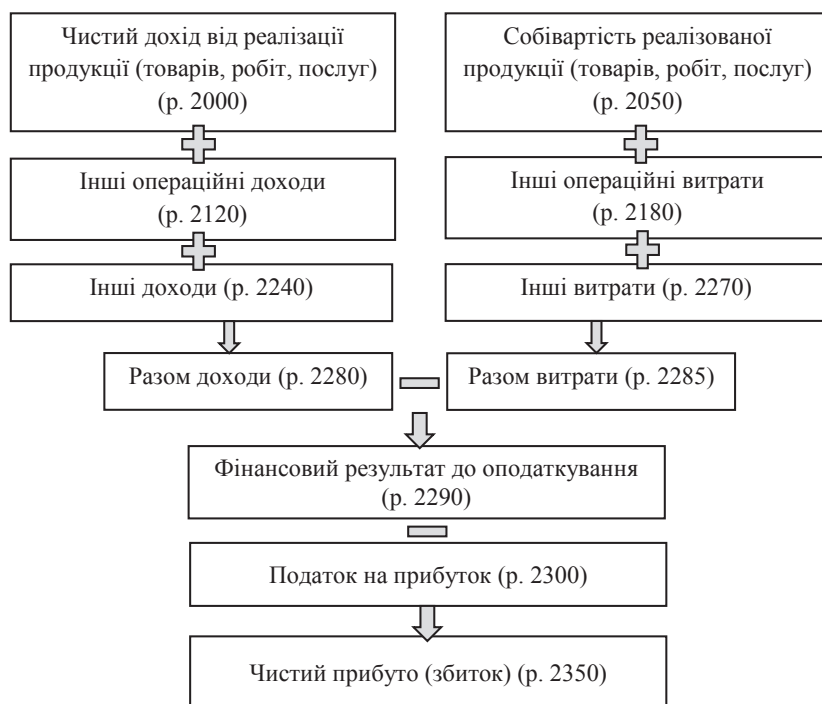 Чистий дохід від реалізації
продукції (товарів, робіт, послуг)
(р. 2000)
Собівартість реалізованої
продукції (товарів, робіт, послуг)
(р. 2050)
Інші операційні доходи
(р. 2120)
Інші операційні витрати
(р. 2180)
Інші доходи (р. 2240)
Інші витрати (р. 2270)
Разом доходи (р. 2280)
Разом витрати (р. 2285)
Фінансовий результат до оподаткування
(р. 2290)
Податок на прибуток (р. 2300)
Чистий прибуто (збиток) (р. 2350)